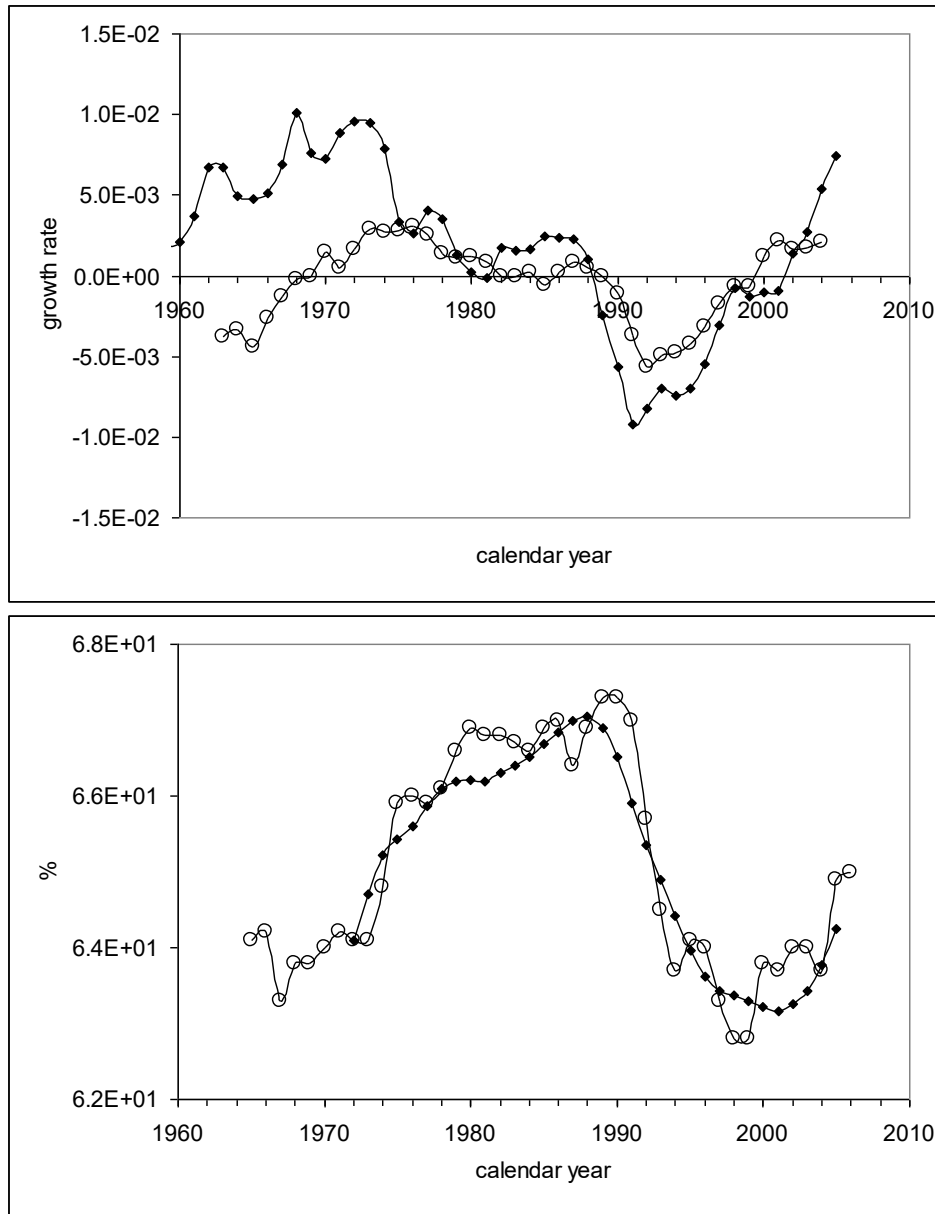 1.5E-02
1.0E-02
5.0E-03
0.0E+00
-5.0E-03
-1.0E-02
-1.5E-02
growth rate
1960 1970 1980 1990 2000 2010
calendar year
6.8E+01
6.6E+01
6.4E+01
6.2E+01
%
1960 1970 1980 1990 2000 2010
calendar year